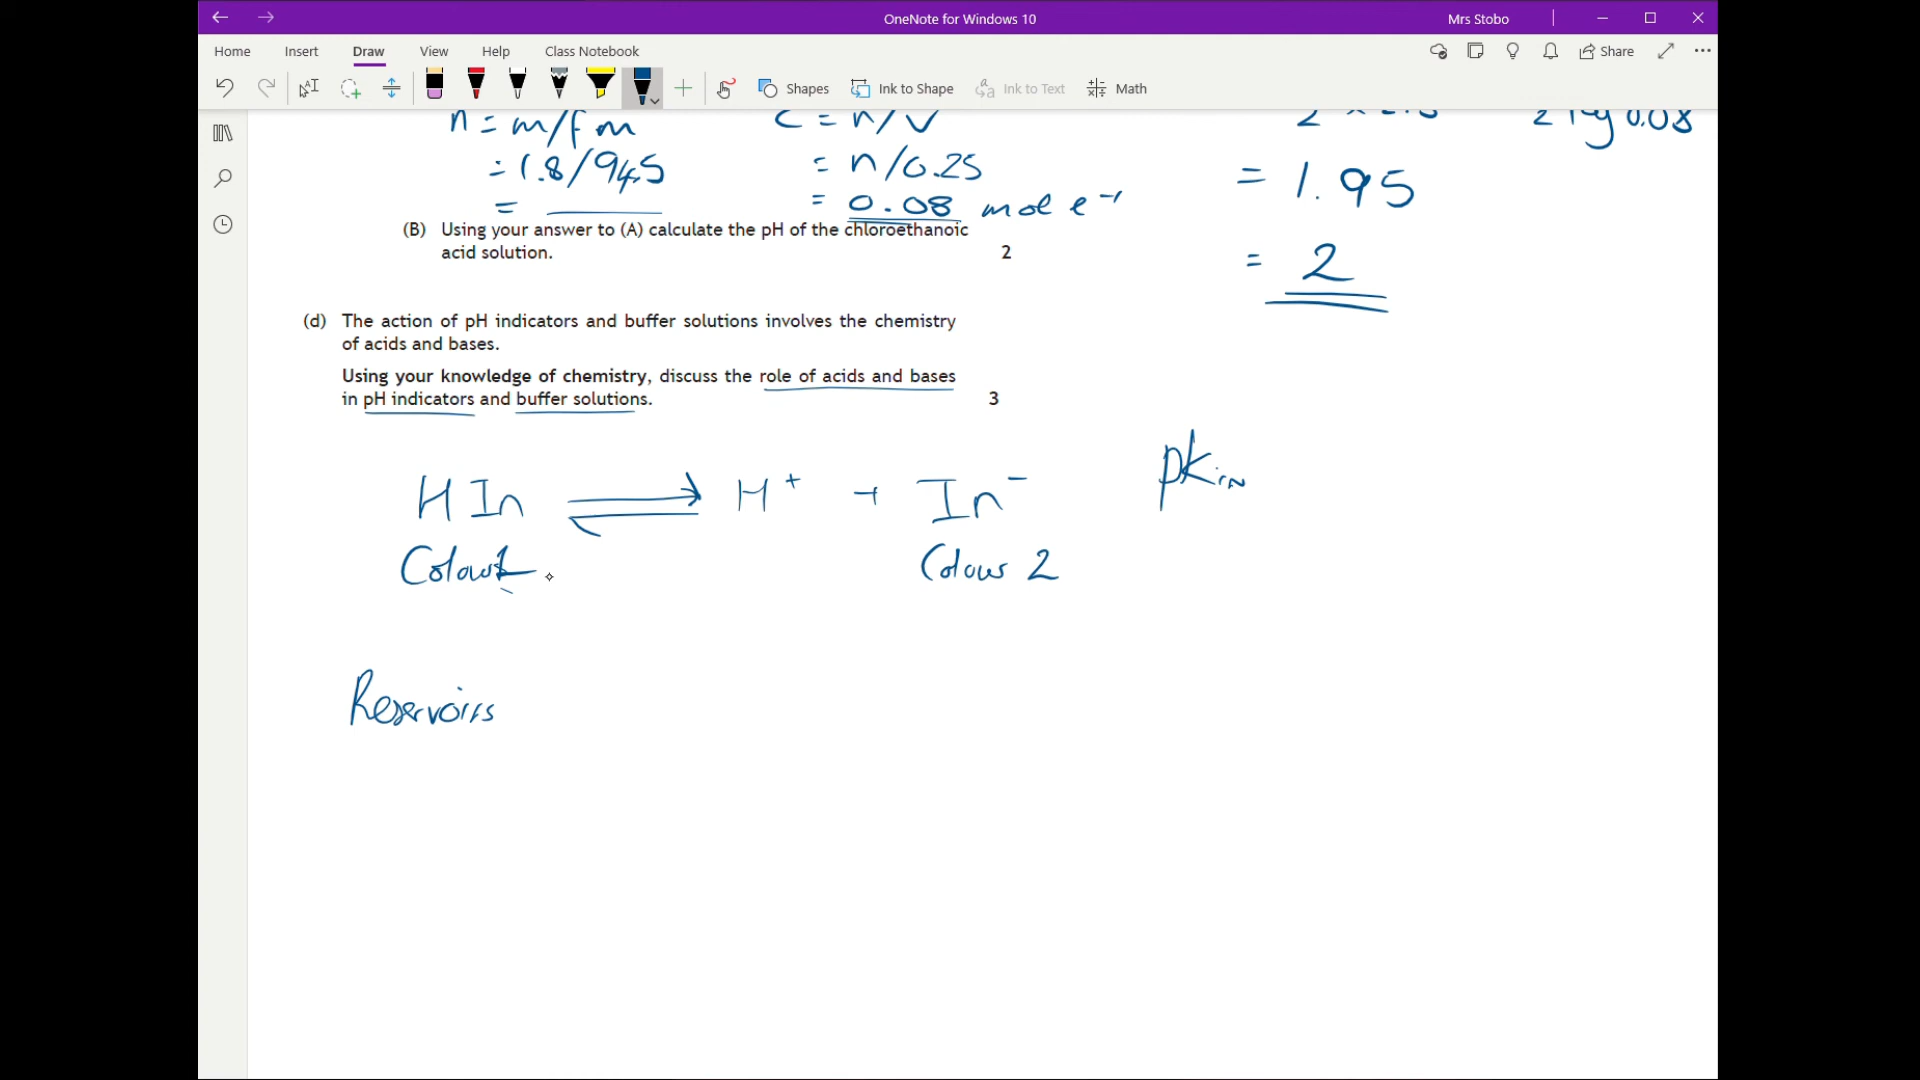 OneNote for Windows 10
Mrs Stobo
Home Insert Draw View Help Class Notebook
Share
Shapes Ink to Shape Ink to Text Math
n = m/fm
= 1.8/94.5
=
c = n/V
= n/0.25
= 0.08 mol l⁻¹
= 1.95
= 2
(B) Using your answer to (A) calculate the pH of the chloroethanoic
acid solution. 2
(d) The action of pH indicators and buffer solutions involves the chemistry
of acids and bases.
Using your knowledge of chemistry, discuss the role of acids and bases
in pH indicators and buffer solutions. 3
HIn ⇌ H⁺ + In⁻ pKin
Colour 1 Colour 2
Reservoirs